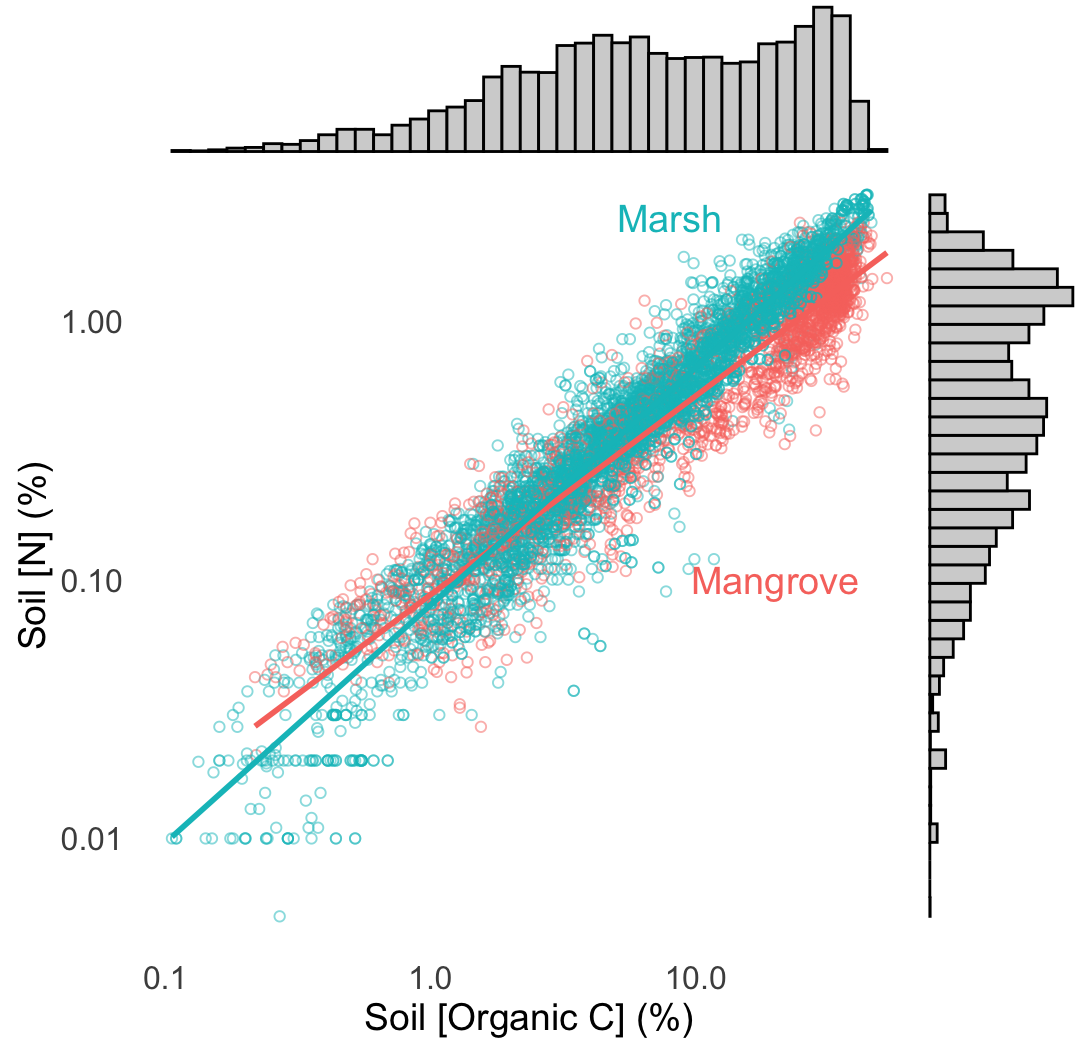 Marsh
1.00
Soil [N] (%)
0.10
Mangrove
0.01
0.1 1.0 10.0
Soil [Organic C] (%)